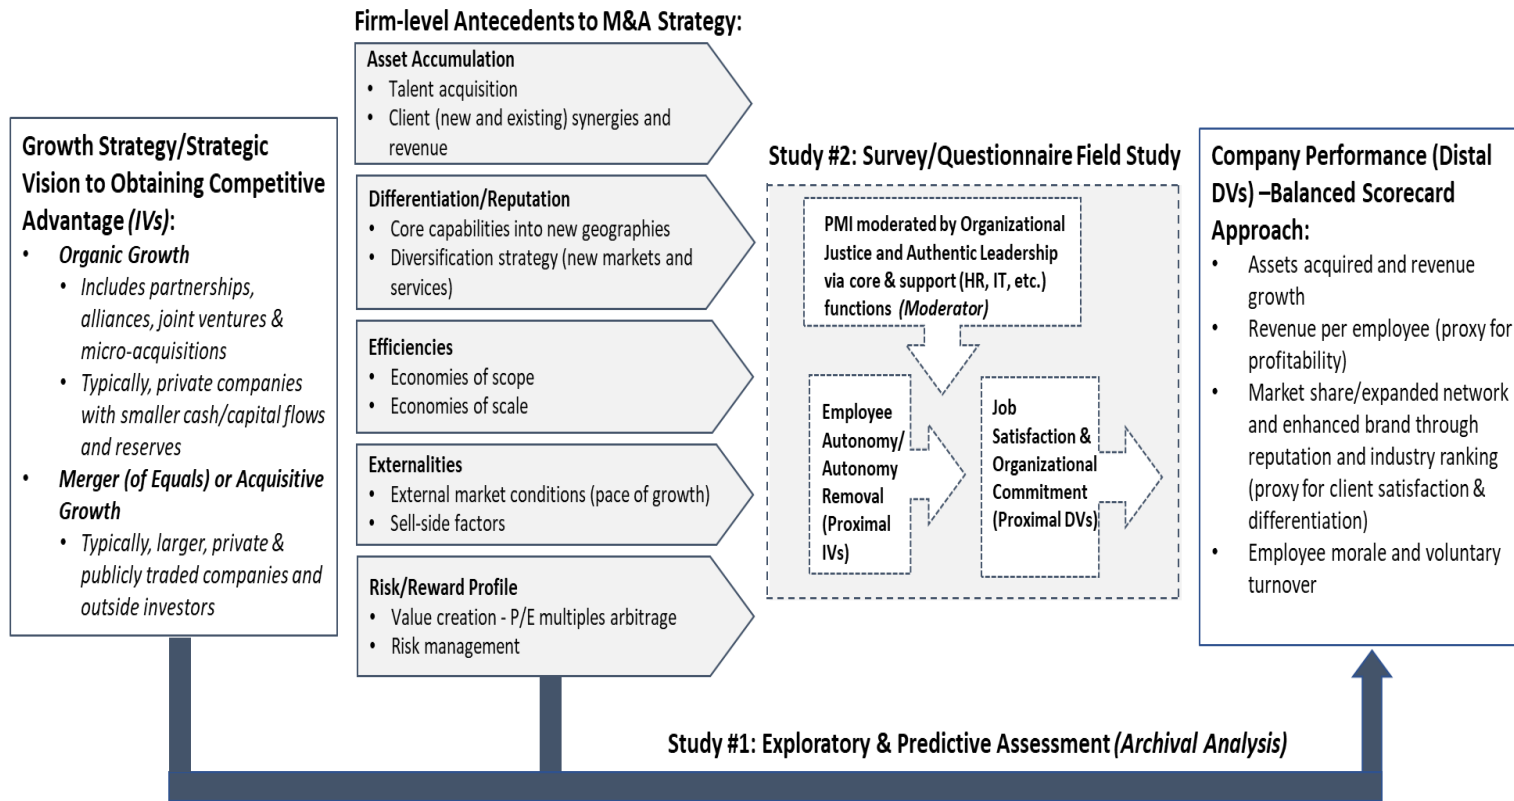 Growth Strategy/Strategic
Vision to Obtaining Competitive
Advantage (IVs):
• Organic Growth
• Includes partnerships,
alliances, joint ventures &
micro-acquisitions
• Typically, private companies
with smaller cash/capital flows
and reserves
• Merger (of Equals) or Acquisitive
Growth
• Typically, larger, private &
publicly traded companies and
outside investors
Firm-level Antecedents to M&A Strategy:
Asset Accumulation
• Talent acquisition
• Client (new and existing) synergies and
revenue
Differentiation/Reputation
• Core capabilities into new geographies
• Diversification strategy (new markets and
services)
Efficiencies
• Economies of scope
• Economies of scale
Externalities
• External market conditions (pace of growth)
• Sell-side factors
Risk/Reward Profile
• Value creation - P/E multiples arbitrage
• Risk management
Study #2: Survey/Questionnaire Field Study
PMI moderated by Organizational
Justice and Authentic Leadership
via core & support (HR, IT, etc.)
functions (Moderator)
Employee
Autonomy/
Autonomy
Removal
(Proximal
IVs)
Job
Satisfaction &
Organizational
Commitment
(Proximal DVs)
Company Performance (Distal
DVs) –Balanced Scorecard
Approach:
• Assets acquired and revenue
growth
• Revenue per employee (proxy for
profitability)
• Market share/expanded network
and enhanced brand through
reputation and industry ranking
(proxy for client satisfaction &
differentiation)
• Employee morale and voluntary
turnover
Study #1: Exploratory & Predictive Assessment (Archival Analysis)